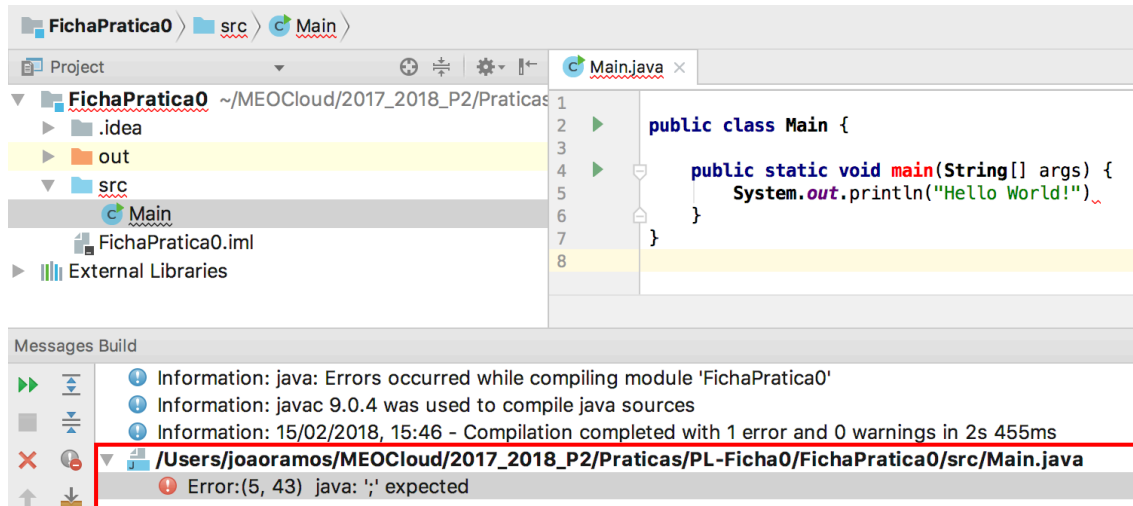 FichaPratica0 src Main
Project
Main.java
FichaPratica0 ~/MEOCloud/2017_2018_P2/Praticas
.idea
out
src
Main
FichaPratica0.iml
External Libraries
1
2 public class Main {
3
4 public static void main(String[] args) {
5 System.out.println("Hello World!")
6 }
7 }
8
Messages Build
Information: java: Errors occurred while compiling module 'FichaPratica0'
Information: javac 9.0.4 was used to compile java sources
Information: 15/02/2018, 15:46 - Compilation completed with 1 error and 0 warnings in 2s 455ms
/Users/joaoramos/MEOCloud/2017_2018_P2/Praticas/PL-Ficha0/FichaPratica0/src/Main.java
Error:(5, 43) java: ';' expected